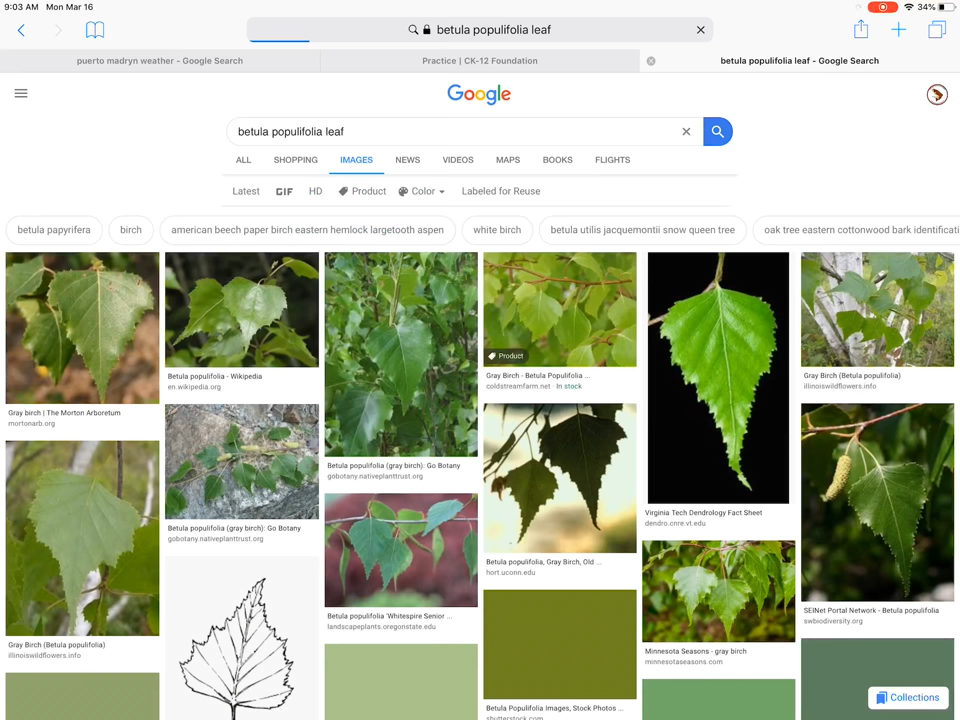 9:03 AM Mon Mar 16
34%
betula populifolia leaf
puerto madryn weather - Google Search
Practice | CK-12 Foundation
betula populifolia leaf - Google Search
Google
betula populifolia leaf
ALL SHOPPING IMAGES NEWS VIDEOS MAPS BOOKS FLIGHTS
Latest GIF HD Product Color Labeled for Reuse
betula papyrifera
birch
american beech paper birch eastern hemlock largetooth aspen
white birch
betula utilis jacquemontii snow queen tree
oak tree eastern cottonwood bark identificati
Gray birch | The Morton Arboretum
mortonarb.org
Betula populifolia - Wikipedia
en.wikipedia.org
Betula populifolia (gray birch): Go Botany
gobotany.nativeplanttrust.org
Product
Gray Birch - Betula Populifolia ...
coldstreamfarm.net · In stock
Virginia Tech Dendrology Fact Sheet
dendro.cnre.vt.edu
Gray Birch (Betula populifolia)
illinoiswildflowers.info
Gray Birch (Betula populifolia)
illinoiswildflowers.info
Betula populifolia (gray birch): Go Botany
gobotany.nativeplanttrust.org
Betula populifolia 'Whitespire Senior ...
landscapeplants.oregonstate.edu
Betula populifolia, Gray Birch, Old ...
hort.uconn.edu
Minnesota Seasons - gray birch
minnesotaseasons.com
SEINet Portal Network - Betula populifolia
swbiodiversity.org
Betula Populifolia Images, Stock Photos ...
shutterstock.com
Collections